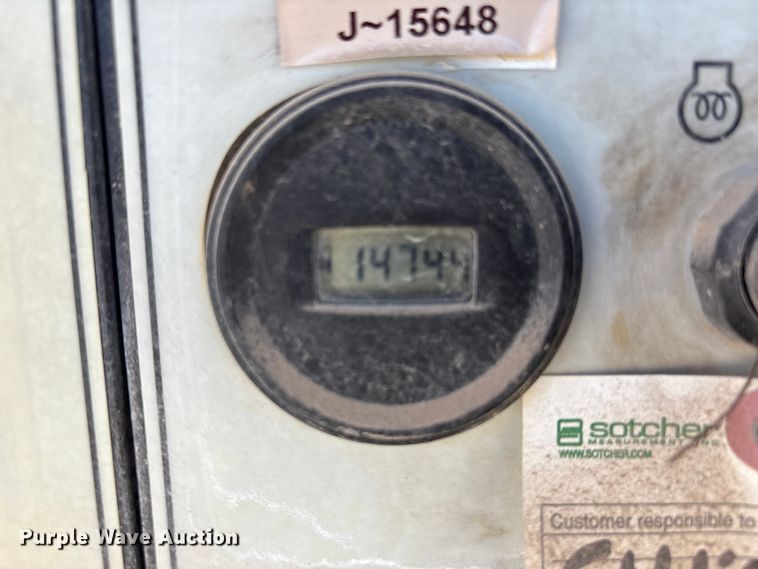 J~15648
14744
sotcher
MEASUREMENT INC.
WWW.SOTCHER.COM
Customer responsible to
Purple Wave Auction